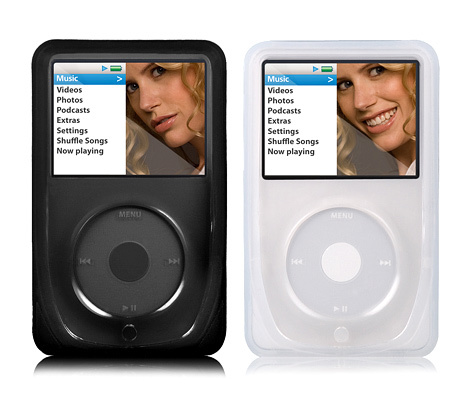 Music >
Videos
Photos
Podcasts
Extras
Settings
Shuffle Songs
Now playing
MENU
Music >
Videos
Photos
Podcasts
Extras
Settings
Shuffle Songs
Now playing
MENU